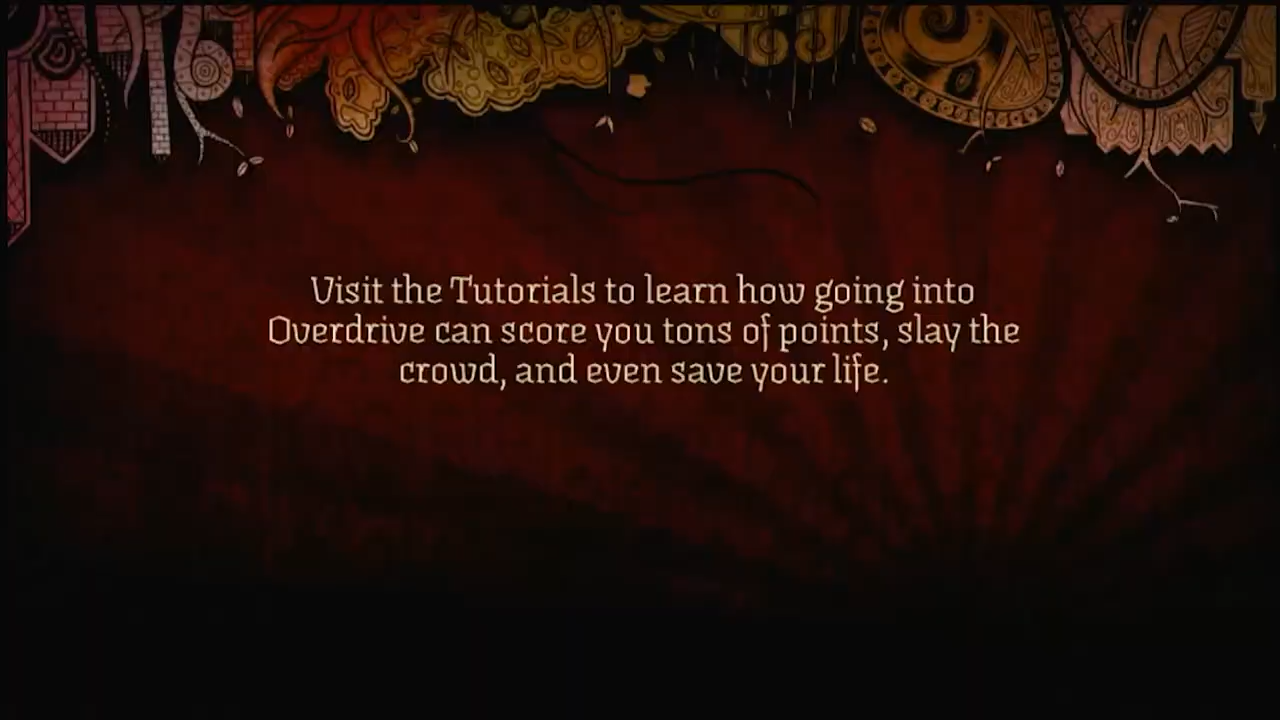 Visit the Tutorials to learn how going into
Overdrive can score you tons of points, slay the
crowd, and even save your life.